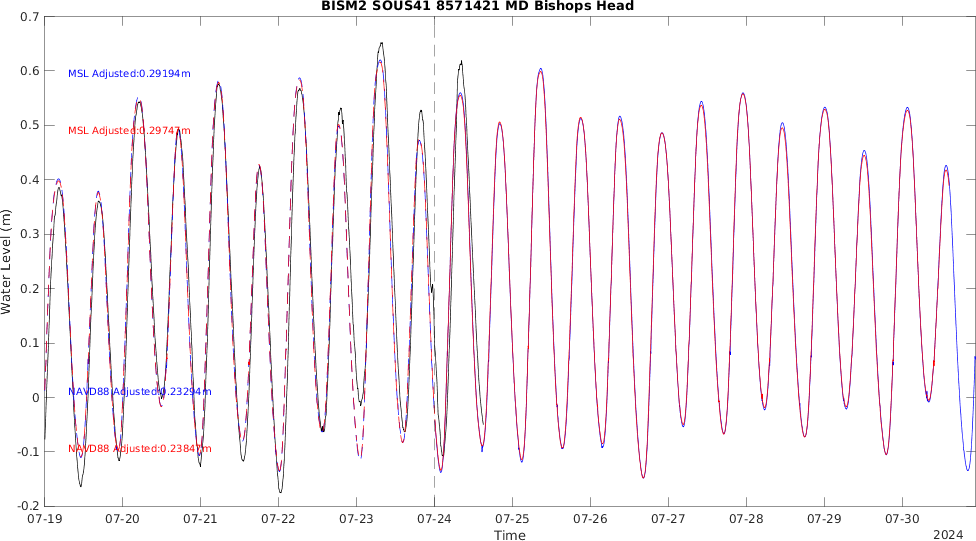 BISM2 SOUS41 8571421 MD Bishops Head
0.7
0.6
0.5
0.4
0.3
0.2
0.1
0
-0.1
-0.2
Water Level (m)
MSL Adjusted:0.29194m
MSL Adjusted:0.29747m
NAVD88 Adjusted:0.23294m
NAVD88 Adjusted:0.23847m
07-19 07-20 07-21 07-22 07-23 07-24 07-25 07-26 07-27 07-28 07-29 07-30
Time
2024